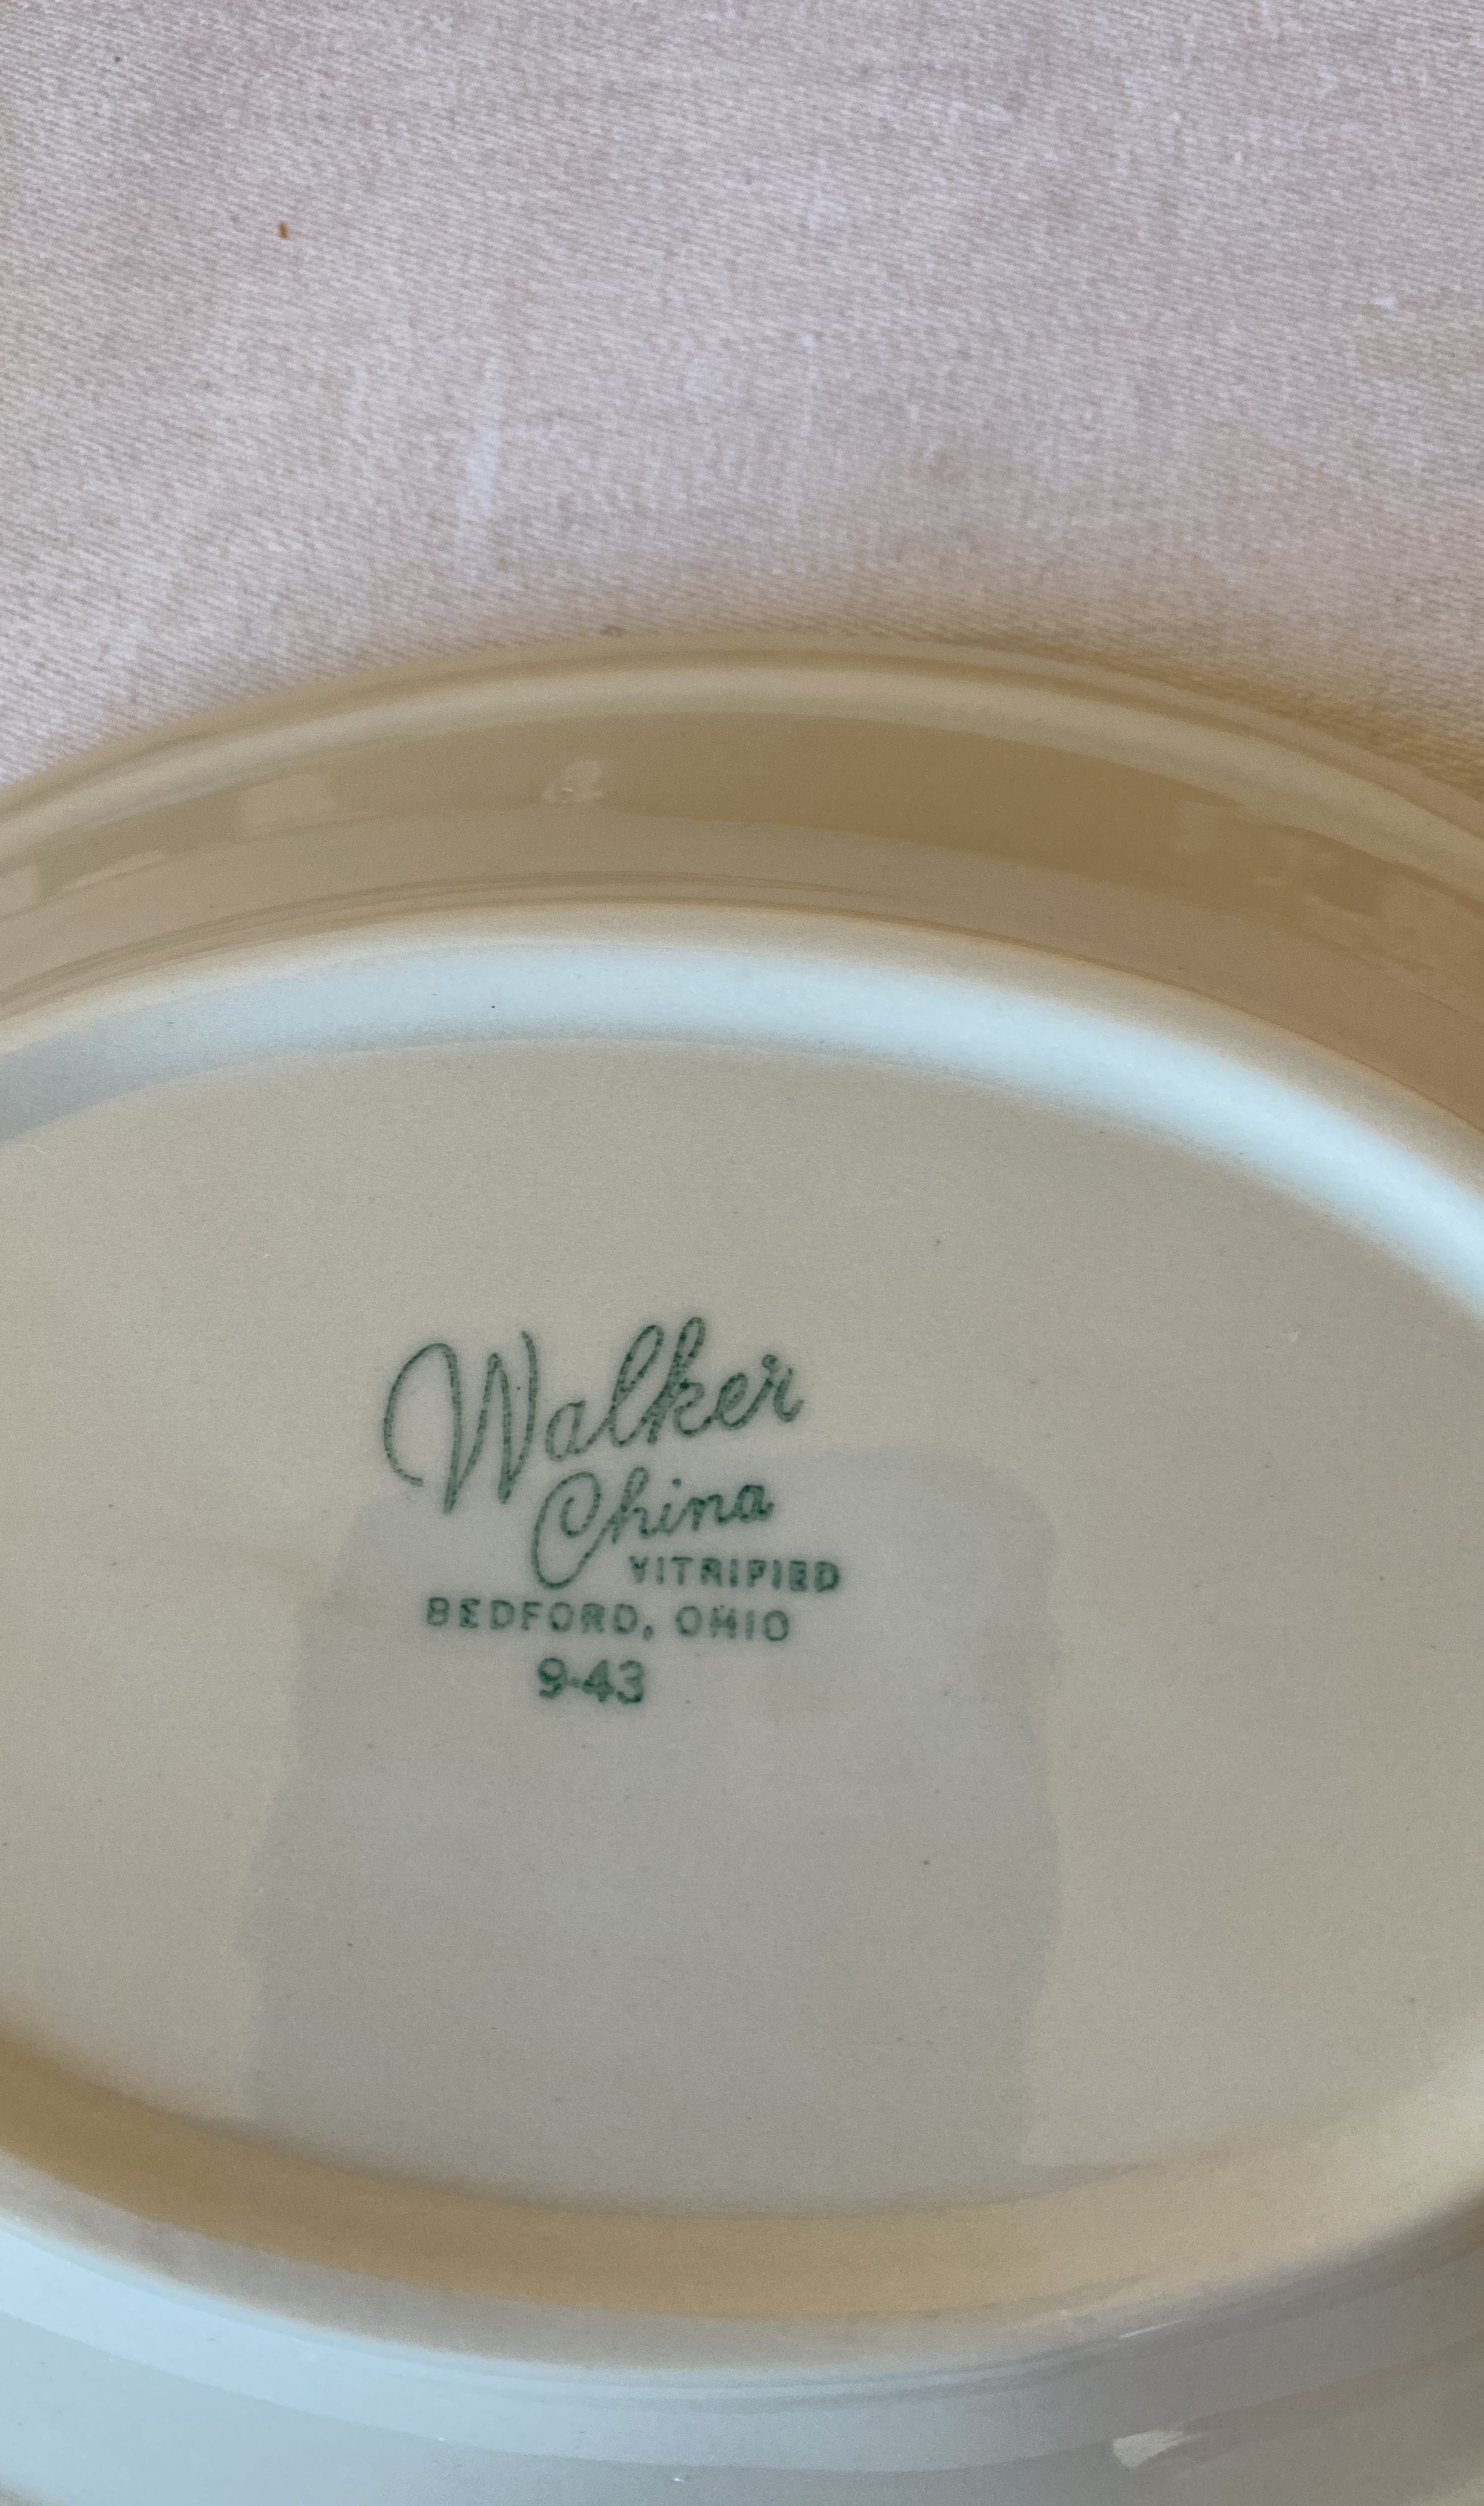 Walker
China
VITRIFIED
BEDFORD, OHIO
9-43